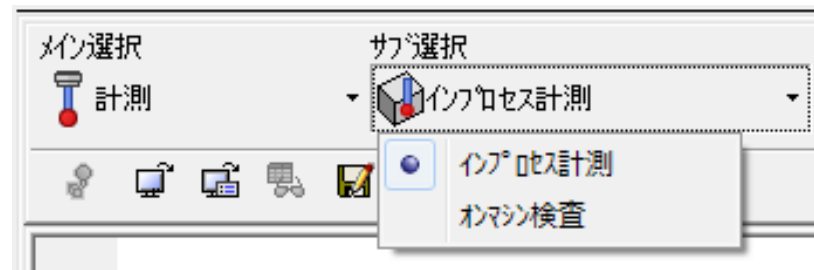 メイン選択
サブ選択
計測
インプロセス計測
インプロセス計測
オンマシン検査